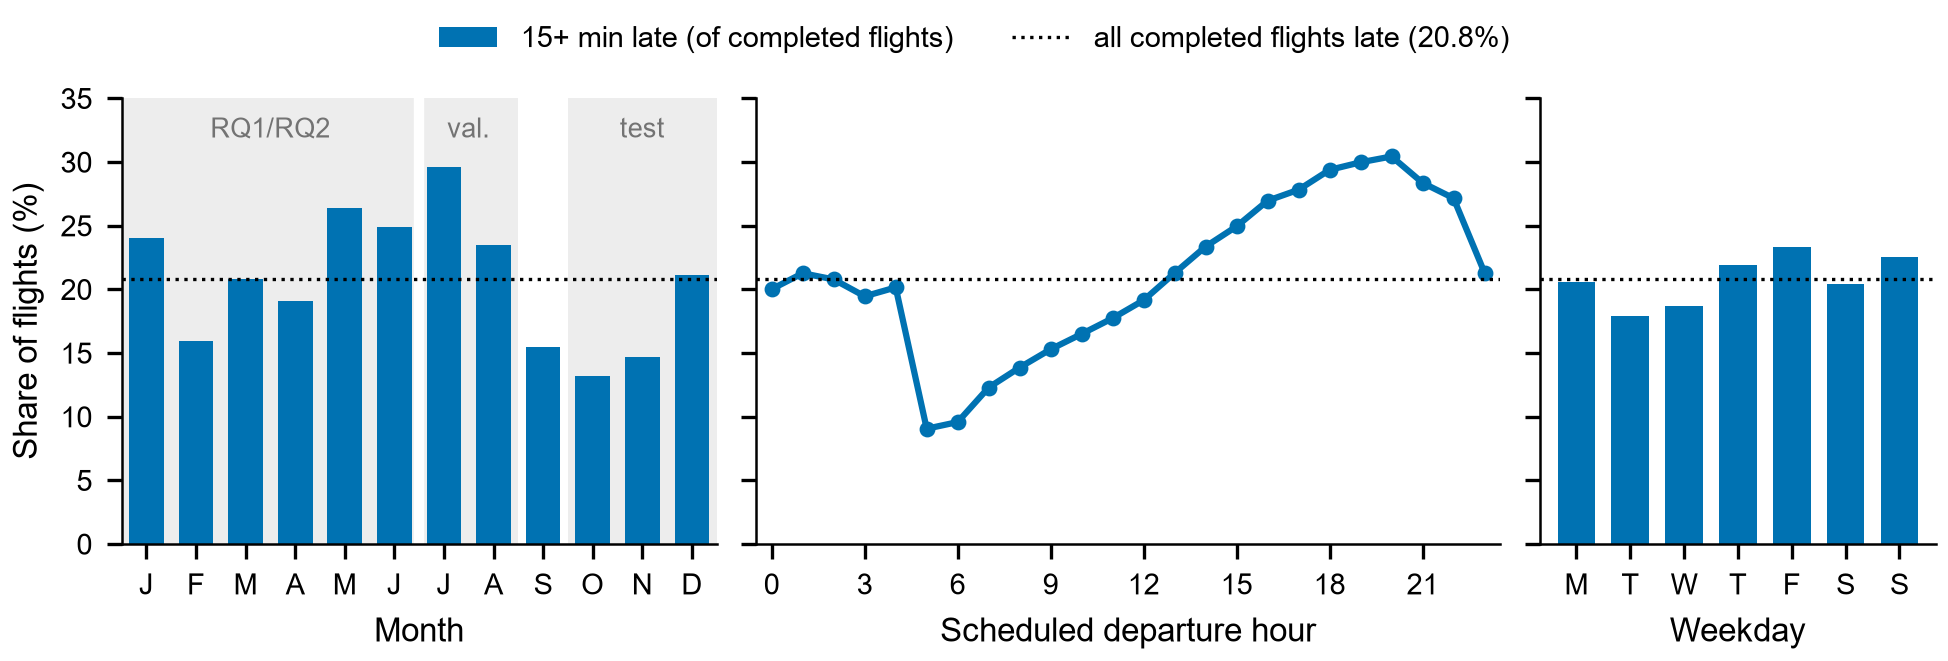 15+ min late (of completed flights)
all completed flights late (20.8%)
Share of flights (%)
35
30
25
20
15
10
5
0
RQ1/RQ2
val.
test
J F M A M J J A S O N D
Month
0 3 6 9 12 15 18 21
Scheduled departure hour
M T W T F S S
Weekday